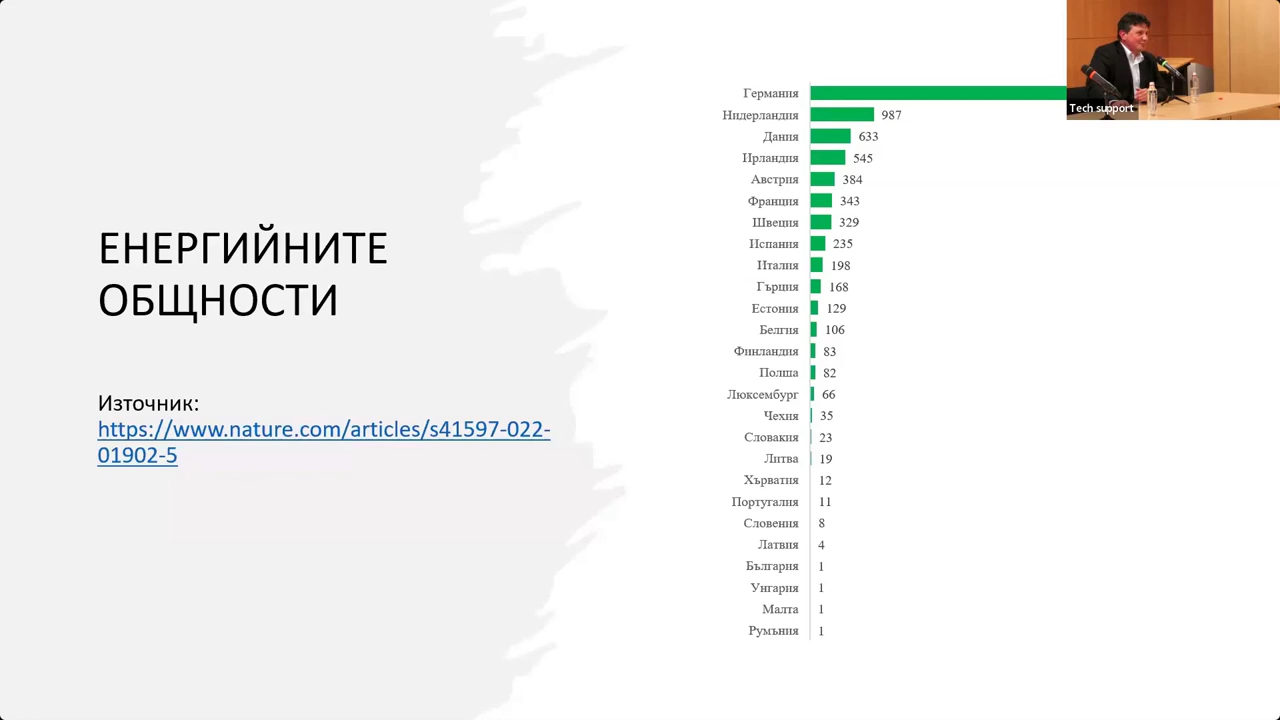 ЕНЕРГИЙНИТЕ
ОБЩНОСТИ
Източник:
https://www.nature.com/articles/s41597-022-
01902-5
Германия
Нидерландия 987
Дания 633
Ирландия 545
Австрия 384
Франция 343
Швеция 329
Испания 235
Италия 198
Гърция 168
Естония 129
Белгия 106
Финландия 83
Полша 82
Люксембург 66
Чехия 35
Словакия 23
Литва 19
Хърватия 12
Португалия 11
Словения 8
Латвия 4
България 1
Унгария 1
Малта 1
Румъния 1
Tech support